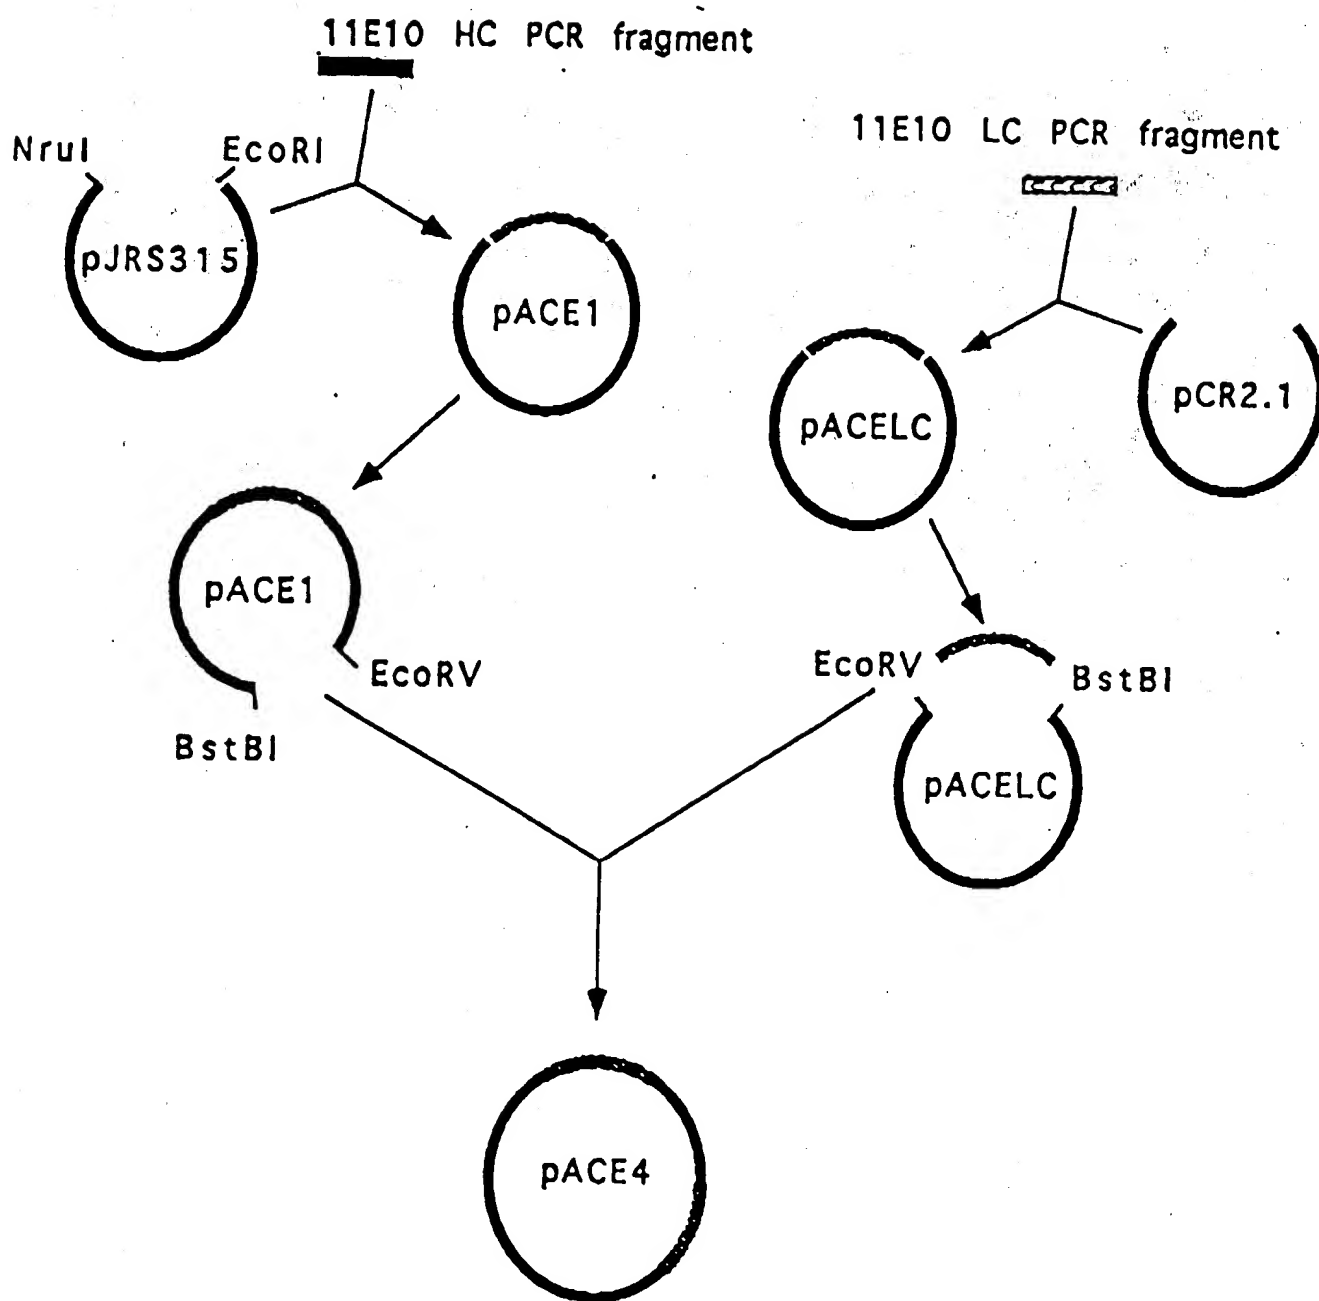 11E10 HC PCR fragment
11E10 LC PCR fragment
NruI
EcoRI
pJRS315
pACE1
pACELC
pCR2.1
pACE1
EcoRV
BstBI
EcoRV
BstBI
pACELC
pACE4